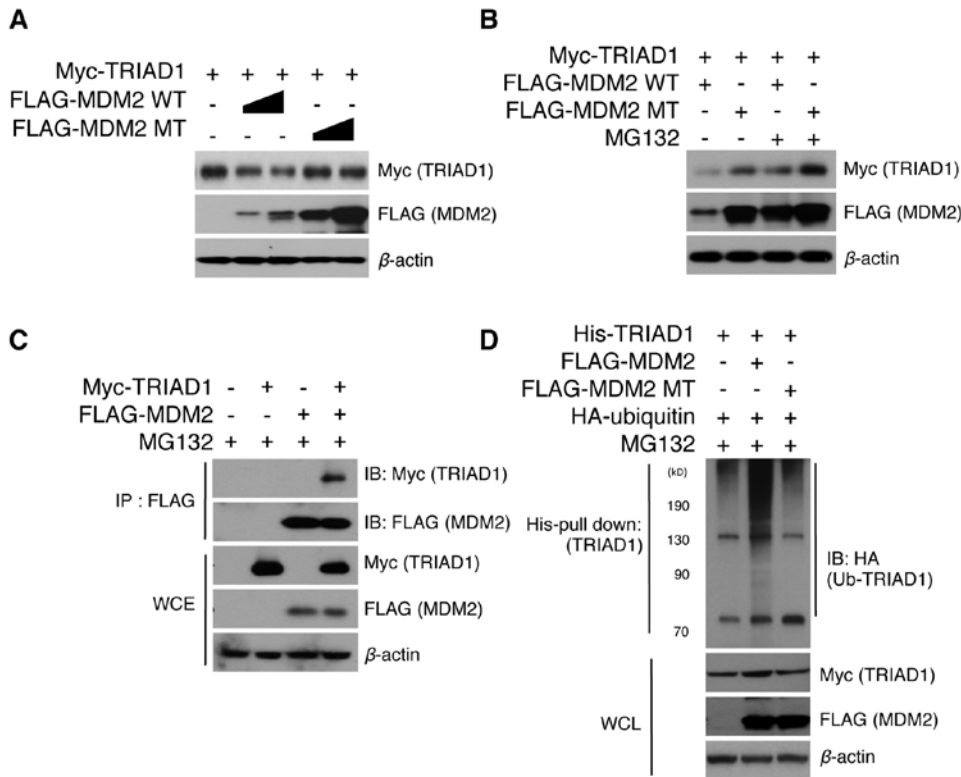 A
Myc-TRIAD1 + + + + +
FLAG-MDM2 WT - - -
FLAG-MDM2 MT - - -
Myc (TRIAD1)
FLAG (MDM2)
β-actin
B
Myc-TRIAD1 + + + +
FLAG-MDM2 WT + - + -
FLAG-MDM2 MT - + - +
MG132 - - + +
Myc (TRIAD1)
FLAG (MDM2)
β-actin
C
Myc-TRIAD1 - + - +
FLAG-MDM2 - - + +
MG132 + + + +
IP : FLAG
IB: Myc (TRIAD1)
IB: FLAG (MDM2)
WCE
Myc (TRIAD1)
FLAG (MDM2)
β-actin
D
His-TRIAD1 + + +
FLAG-MDM2 - + -
FLAG-MDM2 MT - - +
HA-ubiquitin + + +
MG132 + + +
(kD)
190
His-pull down:
(TRIAD1)
130
90
70
IB: HA
(Ub-TRIAD1)
WCL
Myc (TRIAD1)
FLAG (MDM2)
β-actin